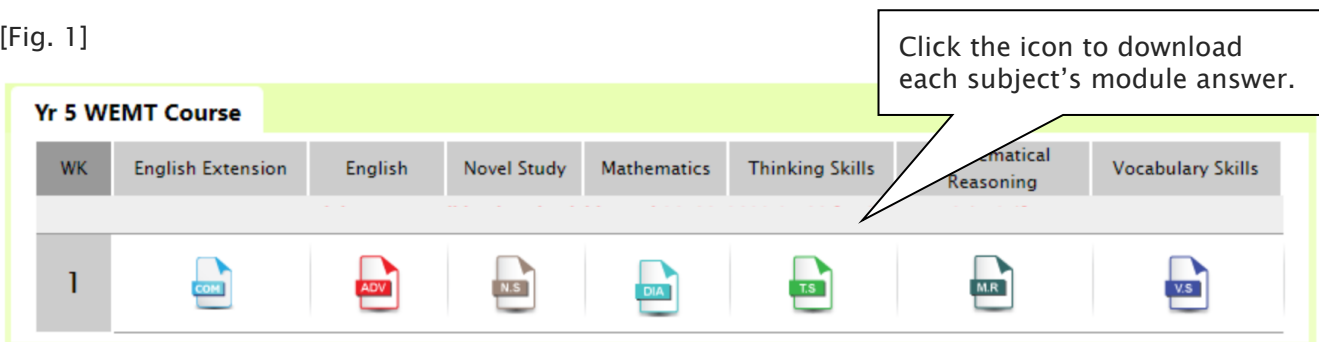 [Fig. 1]
Click the icon to download
each subject's module answer.
Yr 5 WEMT Course
WK English Extension English Novel Study Mathematics Thinking Skills Reasoning Vocabulary Skills
1 COM ADV N.S DIA T.S M.R V.S